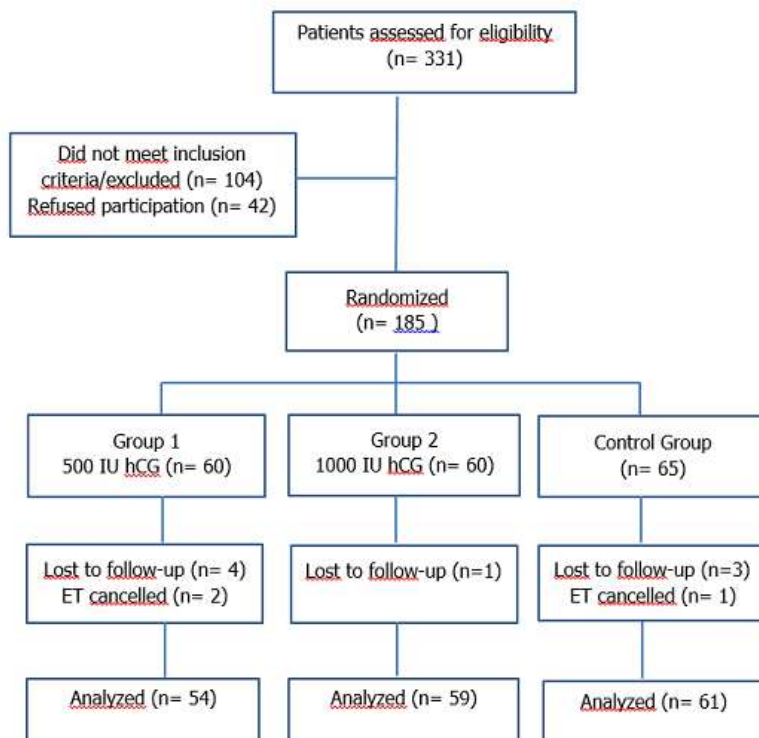 Patients assessed for eligibility
(n= 331)
Did not meet inclusion
criteria/excluded (n= 104)
Refused participation (n= 42)
Randomized
(n= 185 )
Group 1
500 IU hCG (n= 60)
Group 2
1000 IU hCG (n= 60)
Control Group
(n= 65)
Lost to follow-up (n= 4)
ET cancelled (n= 2)
Lost to follow-up (n=1)
Lost to follow-up (n=3)
ET cancelled (n= 1)
Analyzed (n= 54)
Analyzed (n= 59)
Analyzed (n= 61)